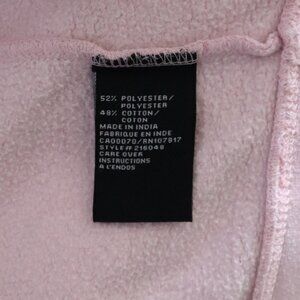 52% POLYESTER/
POLYESTER
48% COTTON/
COTON
MADE IN INDIA
FABRIQUE EN INDE
CA00070/RN107817
STYLE# 216048
CARE OVER
INSTRUCTIONS
A L'ENDOS